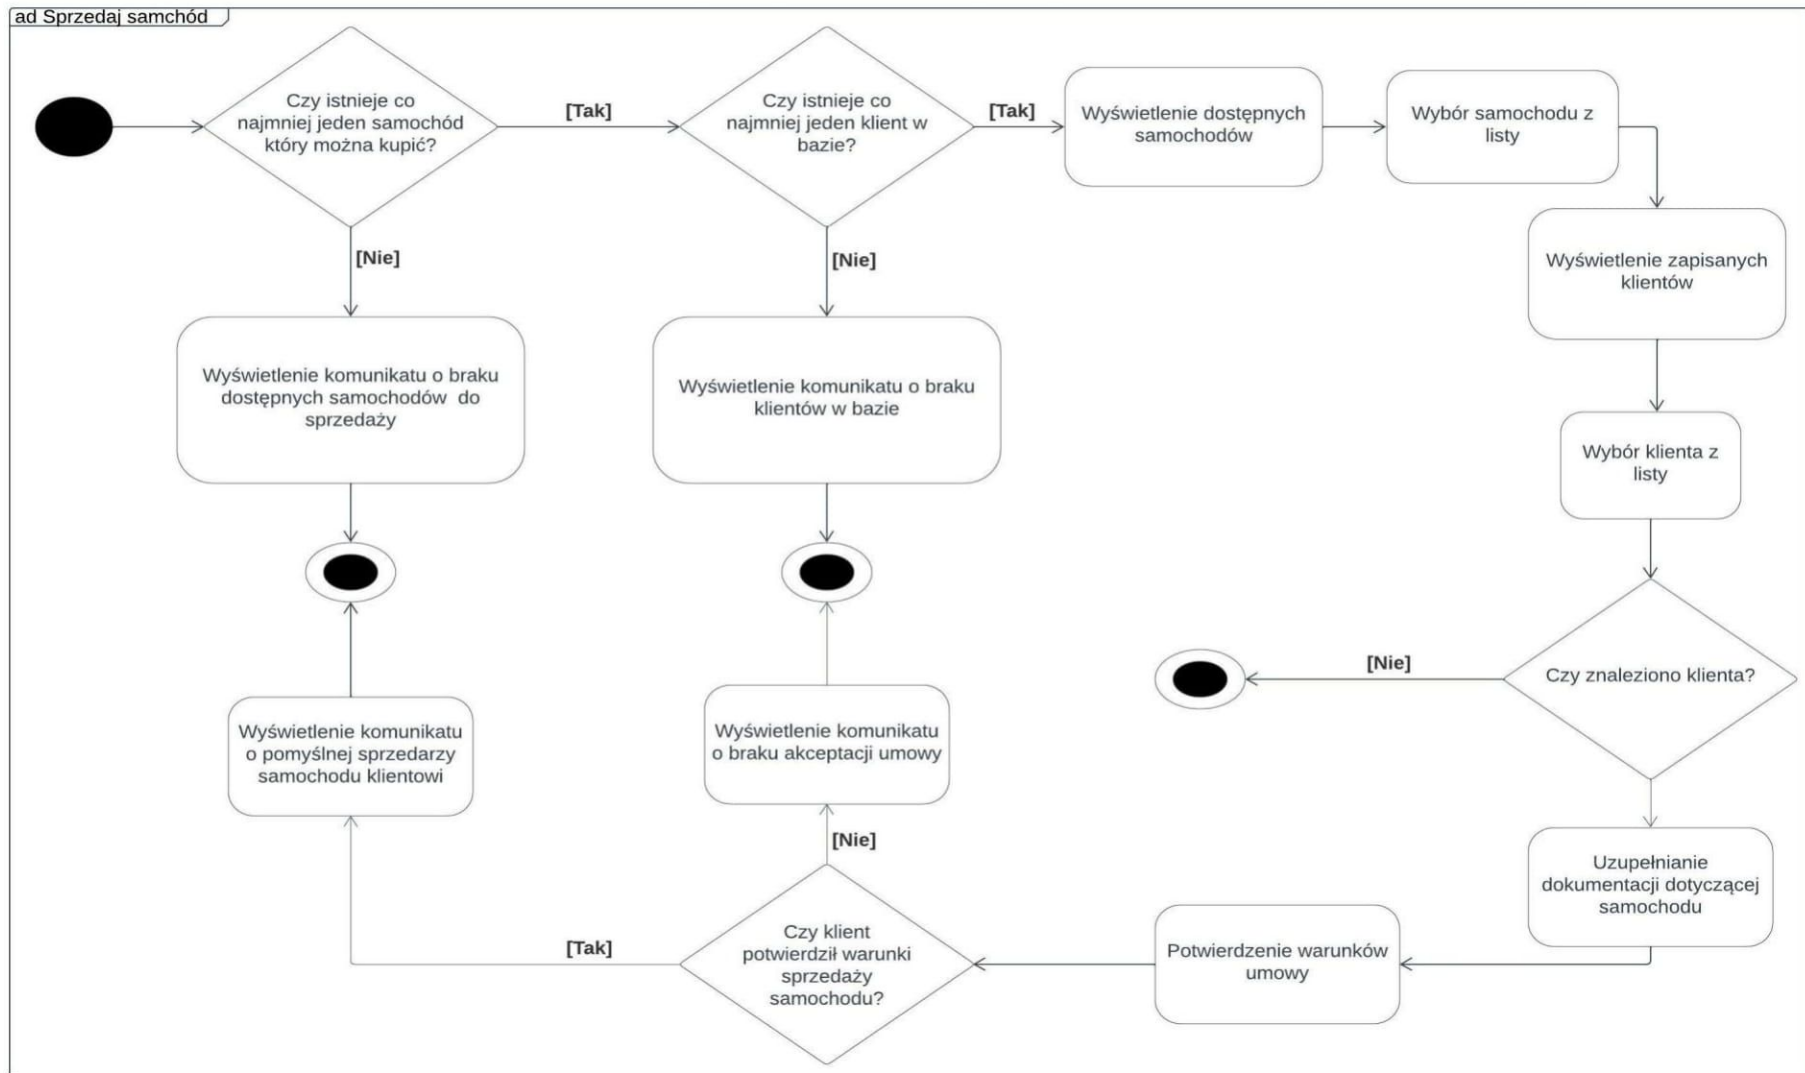 ad Sprzedaj samchód
Czy istnieje co
najmniej jeden samochód
który można kupić?
[Tak]
Czy istnieje co
najmniej jeden klient w
bazie?
[Tak]
Wyświetlenie dostępnych
samochodów
Wybór samochodu z
listy
[Nie]
[Nie]
Wyświetlenie zapisanych
klientów
Wyświetlenie komunikatu o braku
dostępnych samochodów do
sprzedaży
Wyświetlenie komunikatu o braku
klientów w bazie
Wybór klienta z
listy
[Nie]
Czy znaleziono klienta?
Wyświetlenie komunikatu
o pomyślnej sprzedarzy
samochodu klientowi
Wyświetlenie komunikatu
o braku akceptacji umowy
[Nie]
Uzupełnianie
dokumentacji dotyczącej
samochodu
[Tak]
Czy klient
potwierdził warunki
sprzedaży
samochodu?
Potwierdzenie warunków
umowy